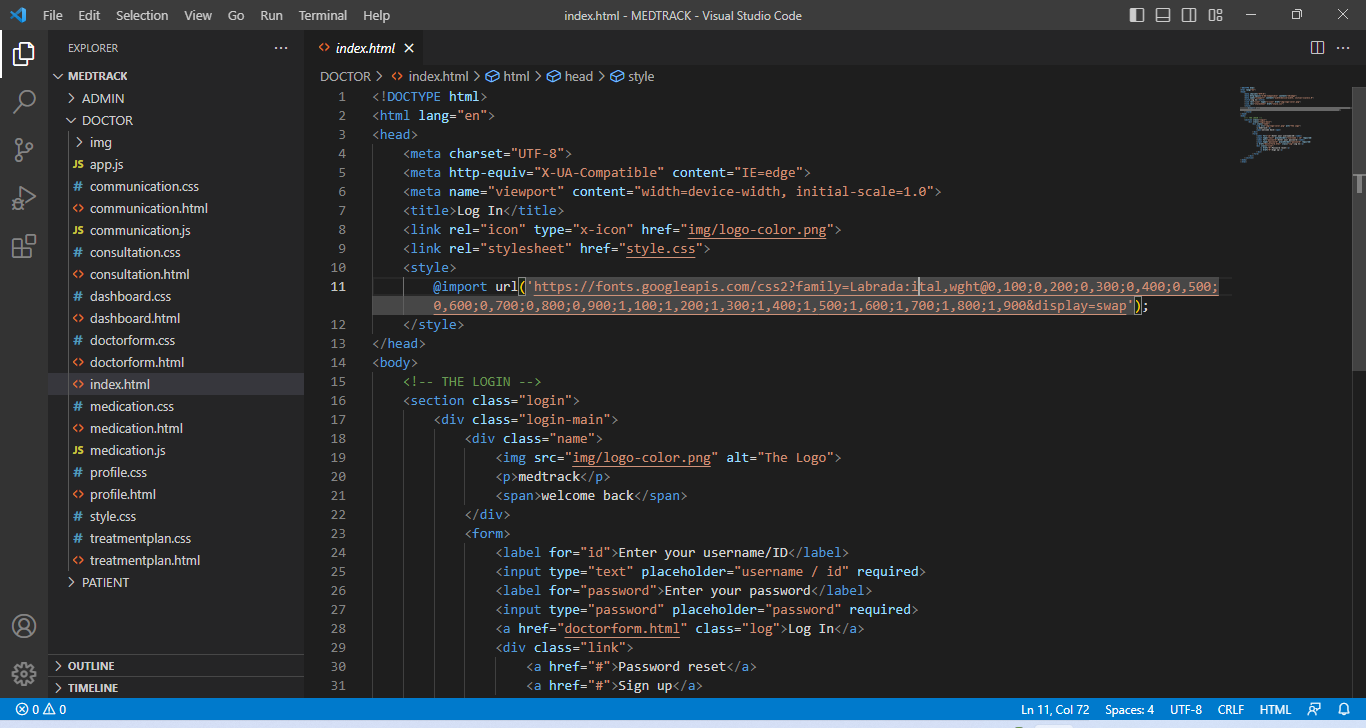 File Edit Selection View Go Run Terminal Help
index.html - MEDTRACK - Visual Studio Code
EXPLORER
MEDTRACK
ADMIN
DOCTOR
img
JS app.js
# communication.css
<> communication.html
JS communication.js
# consultation.css
<> consultation.html
# dashboard.css
<> dashboard.html
# doctorform.css
<> doctorform.html
<> index.html
# medication.css
<> medication.html
JS medication.js
# profile.css
<> profile.html
# style.css
# treatmentplan.css
<> treatmentplan.html
PATIENT
OUTLINE
TIMELINE
<> index.html
DOCTOR > <> index.html > html > head > style
1 <!DOCTYPE html>
2 <html lang="en">
3 <head>
4 <meta charset="UTF-8">
5 <meta http-equiv="X-UA-Compatible" content="IE=edge">
6 <meta name="viewport" content="width=device-width, initial-scale=1.0">
7 <title>Log In</title>
8 <link rel="icon" type="x-icon" href="img/logo-color.png">
9 <link rel="stylesheet" href="style.css">
10 <style>
11 @import url('https://fonts.googleapis.com/css2?family=Labrada:ital,wght@0,100;0,200;0,300;0,400;0,500;
0,600;0,700;0,800;0,900;1,100;1,200;1,300;1,400;1,500;1,600;1,700;1,800;1,900&display=swap');
12 </style>
13 </head>
14 <body>
15 <!-- THE LOGIN -->
16 <section class="login">
17 <div class="login-main">
18 <div class="name">
19 <img src="img/logo-color.png" alt="The Logo">
20 <p>medtrack</p>
21 <span>welcome back</span>
22 </div>
23 <form>
24 <label for="id">Enter your username/ID</label>
25 <input type="text" placeholder="username / id" required>
26 <label for="password">Enter your password</label>
27 <input type="password" placeholder="password" required>
28 <a href="doctorform.html" class="log">Log In</a>
29 <div class="link">
30 <a href="#">Password reset</a>
31 <a href="#">Sign up</a>
0 0
Ln 11, Col 72 Spaces: 4 UTF-8 CRLF HTML